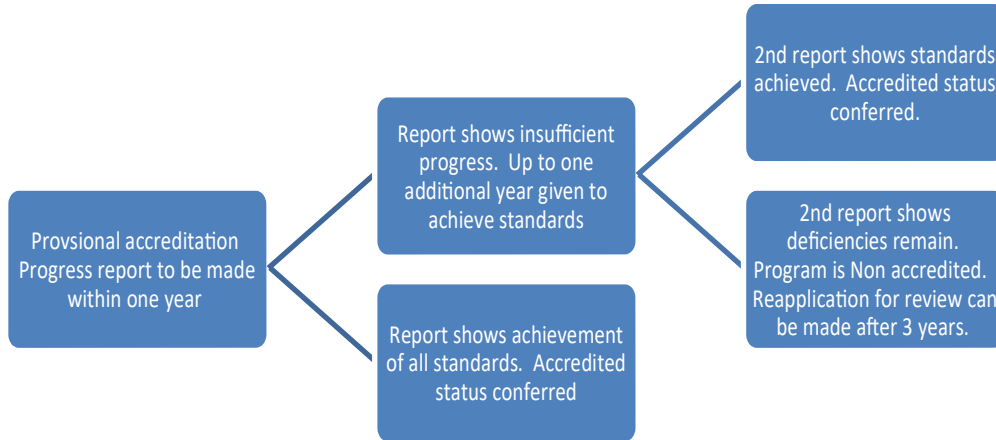 Provsional accreditation
Progress report to be made
within one year
Report shows insufficient
progress.  Up to one
additional year given to
achieve standards
Report shows achievement
of all standards.  Accredited
status conferred
2nd report shows standards
achieved.  Accredited status
conferred.
2nd report shows
deficiencies remain.
Program is Non accredited.
Reapplication for review can
be made after 3 years.